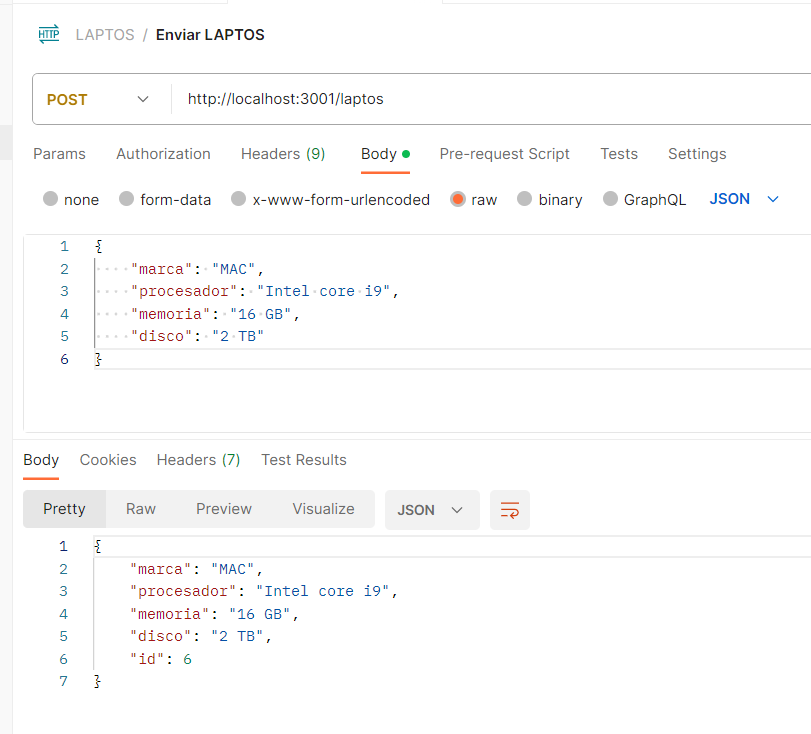 HTTP LAPTOS / Enviar LAPTOS
POST http://localhost:3001/laptos
Params Authorization Headers (9) Body Pre-request Script Tests Settings
none form-data x-www-form-urlencoded raw binary GraphQL JSON
1 {
2 "marca": "MAC",
3 "procesador": "Intel core i9",
4 "memoria": "16 GB",
5 "disco": "2 TB"
6 }
Body Cookies Headers (7) Test Results
Pretty Raw Preview Visualize JSON
1 {
2 "marca": "MAC",
3 "procesador": "Intel core i9",
4 "memoria": "16 GB",
5 "disco": "2 TB",
6 "id": 6
7 }